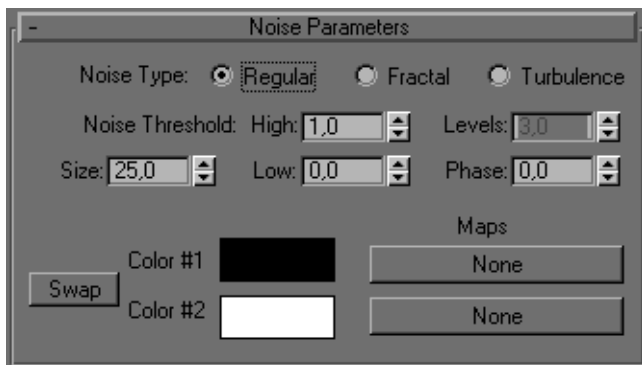 - Noise Parameters
Noise Type: Regular Fractal Turbulence
Noise Threshold: High: 1,0 Levels: 3,0
Size: 25,0 Low: 0,0 Phase: 0,0
Maps
Color #1 None
Swap
Color #2 None